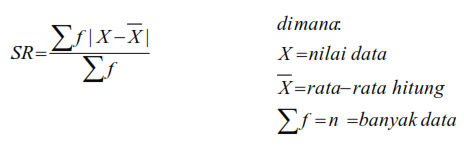 SR = ∑f | X − X̅ | / ∑f
dimana:
X = nilai data
X̅ = rata−rata hitung
∑f = n = banyak data